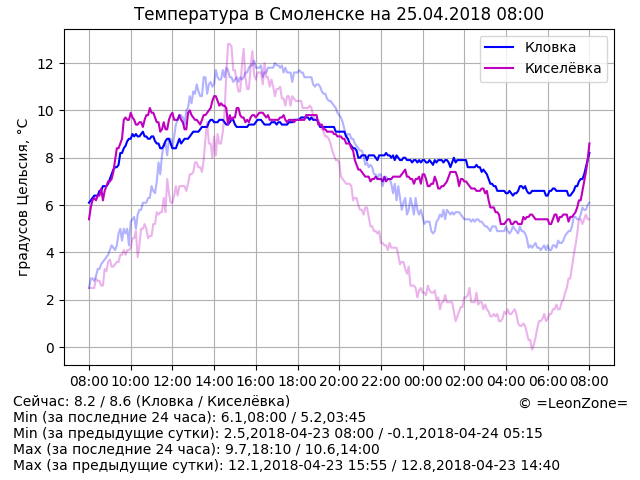 Температура в Смоленске на 25.04.2018 08:00
Кловка
Киселёвка
градусов Цельсия, °C
12
10
8
6
4
2
0
08:00 10:00 12:00 14:00 16:00 18:00 20:00 22:00 00:00 02:00 04:00 06:00 08:00
Сейчас: 8.2 / 8.6 (Кловка / Киселёвка)
© =LeonZone=
Min (за последние 24 часа): 6.1,08:00 / 5.2,03:45
Min (за предыдущие сутки): 2.5,2018-04-23 08:00 / -0.1,2018-04-24 05:15
Max (за последние 24 часа): 9.7,18:10 / 10.6,14:00
Max (за предыдущие сутки): 12.1,2018-04-23 15:55 / 12.8,2018-04-23 14:40